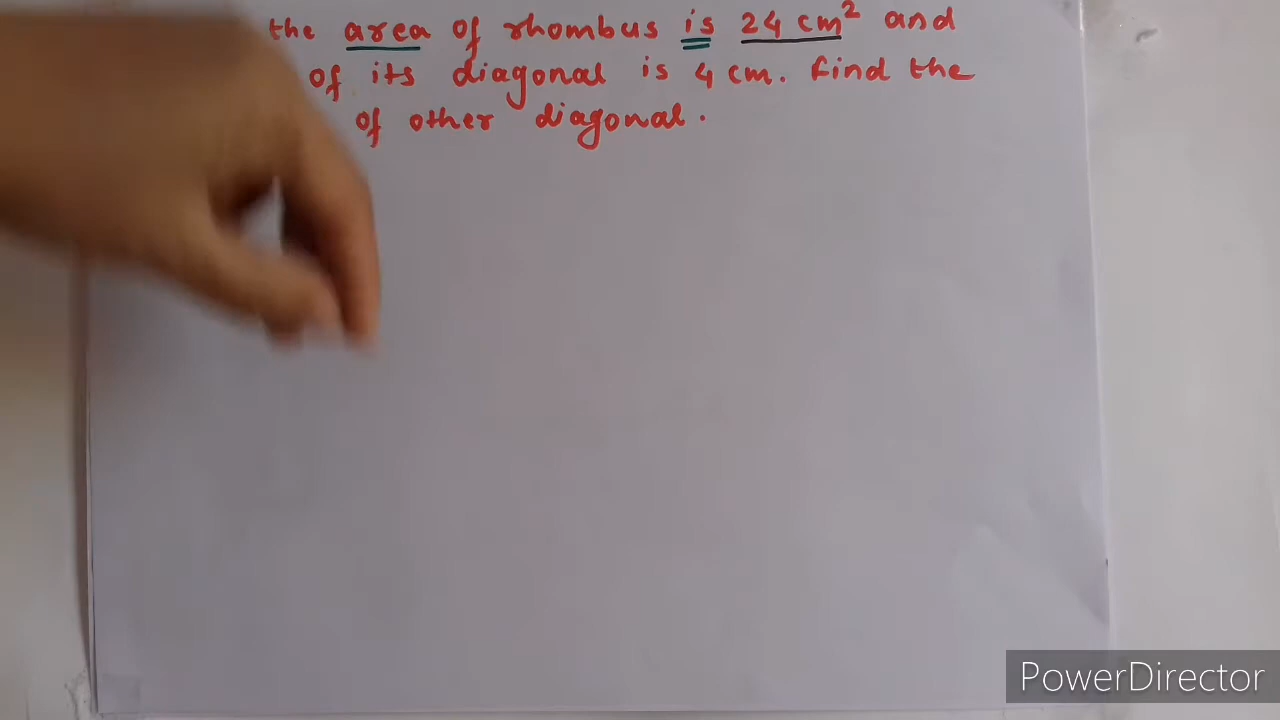 the area of rhombus is 24 cm² and
of its diagonal is 4 cm. Find the
of other diagonal.
PowerDirector